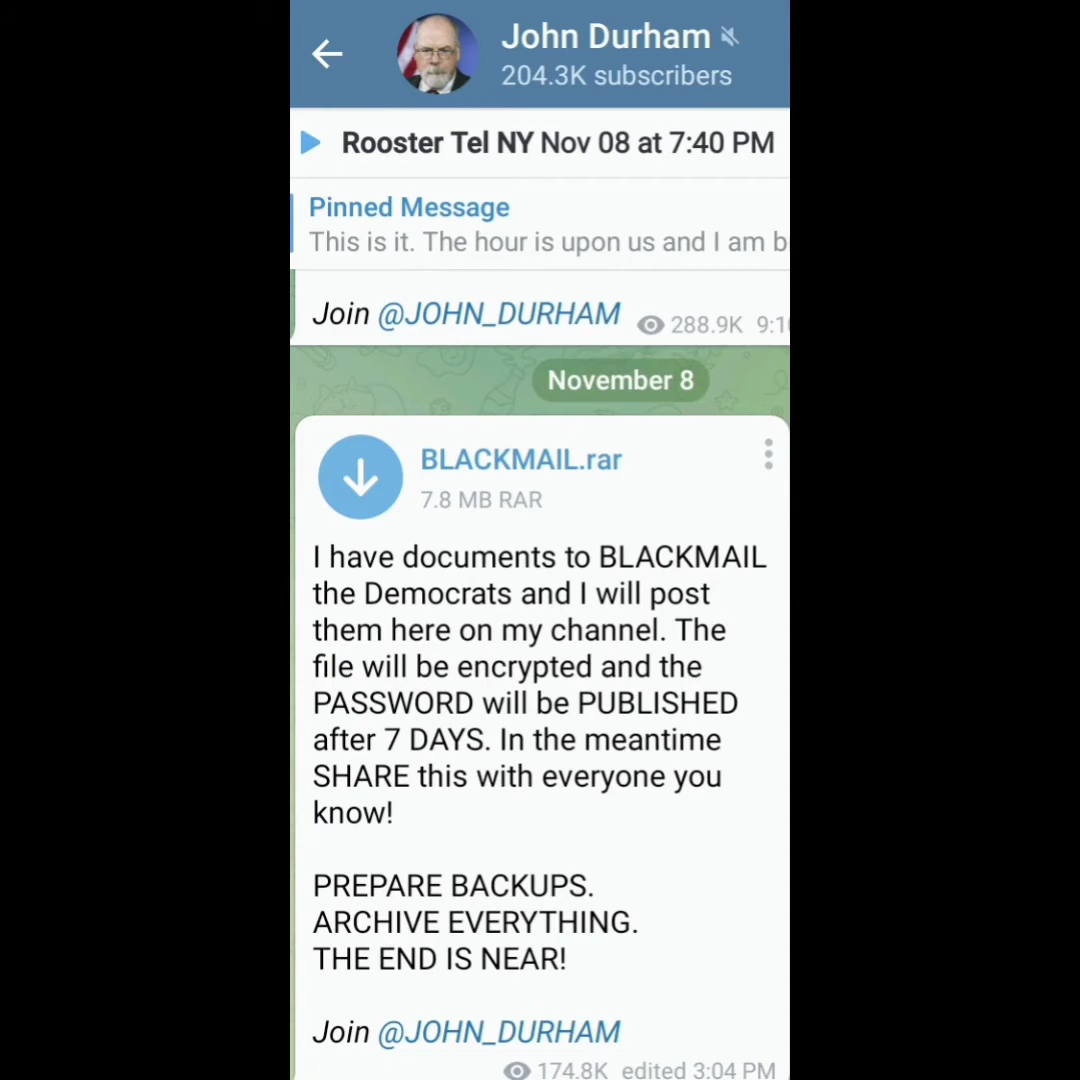 John Durham
204.3K subscribers
Rooster Tel NY Nov 08 at 7:40 PM
Pinned Message
This is it. The hour is upon us and I am b
Join @JOHN_DURHAM
288.9K 9:1
November 8
BLACKMAIL.rar
7.8 MB RAR
I have documents to BLACKMAIL
the Democrats and I will post
them here on my channel. The
file will be encrypted and the
PASSWORD will be PUBLISHED
after 7 DAYS. In the meantime
SHARE this with everyone you
know!
PREPARE BACKUPS.
ARCHIVE EVERYTHING.
THE END IS NEAR!
Join @JOHN_DURHAM
174.8K edited 3:04 PM